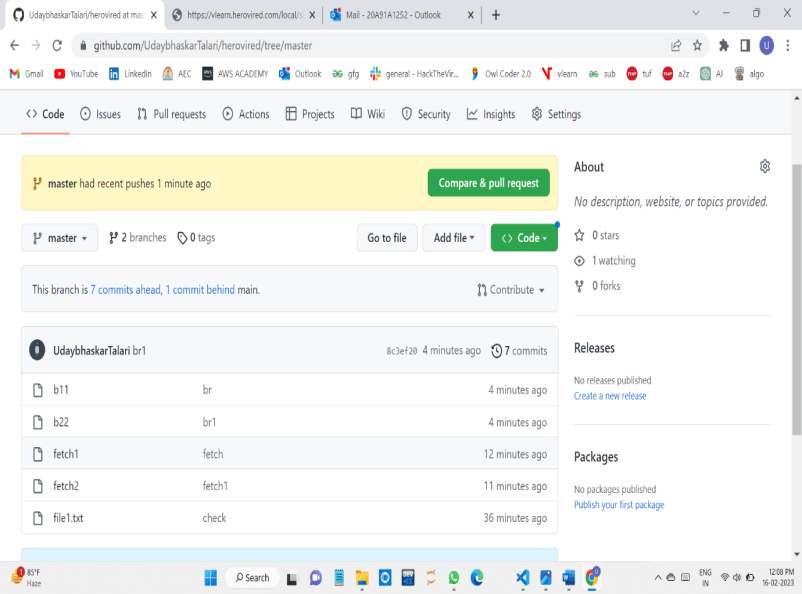 UdaybhaskarTalari/herovired at mas
https://vlearn.herovired.com/local/s
Mail - 20A91A1252 - Outlook
github.com/UdaybhaskarTalari/herovired/tree/master
U
Gmail YouTube LinkedIn AEC AWS ACADEMY Outlook gfg general - HackTheVir... Owl Coder 2.0 vlearn sub tuf a2z AI algo
Code Issues Pull requests Actions Projects Wiki Security Insights Settings
master had recent pushes 1 minute ago
Compare & pull request
master 2 branches 0 tags Go to file Add file Code
This branch is 7 commits ahead, 1 commit behind main.
Contribute
UdaybhaskarTalari br1 8c3ef20 4 minutes ago 7 commits
b11 br 4 minutes ago
b22 br1 4 minutes ago
fetch1 fetch 12 minutes ago
fetch2 fetch1 11 minutes ago
file1.txt check 36 minutes ago
About
No description, website, or topics provided.
0 stars
1 watching
0 forks
Releases
No releases published
Create a new release
Packages
No packages published
Publish your first package
85°F
Haze
Search
ENG
IN
12:08 PM
16-02-2023